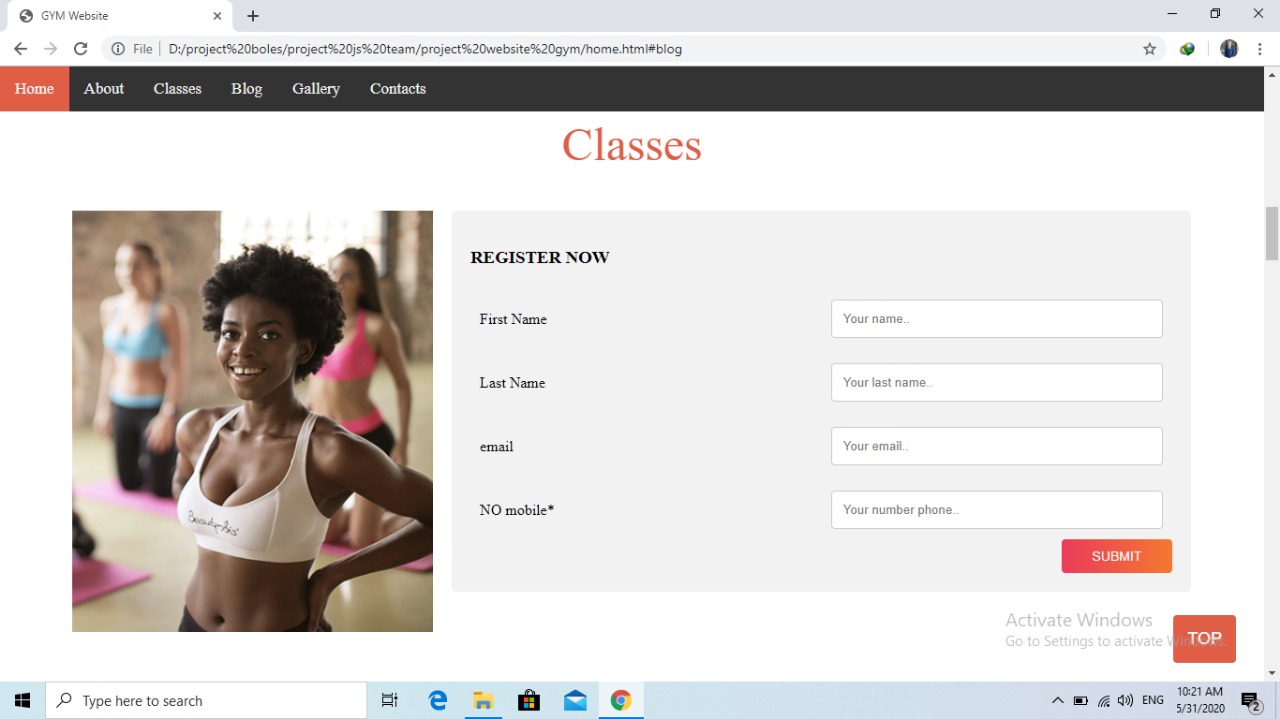 GYM Website
File D:/project%20boles/project%20js%20team/project%20website%20gym/home.html#blog
Home About Classes Blog Gallery Contacts
Classes
REGISTER NOW
First Name Your name..
Last Name Your last name..
email Your email..
NO mobile* Your number phone..
SUBMIT
Activate Windows
Go to Settings to activate Windows.
TOP
Type here to search
ENG
10:21 AM
5/31/2020
2